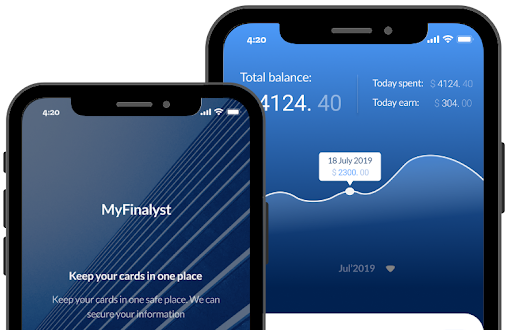 4:20
MyFinalyst
Keep your cards in one place
Keep your cards in one safe place. We can
secure your information
4:20
Total balance:
4124. 40
Today spent: $ 4124. 40
Today earn: $ 304. 00
18 July 2019
$ 2300. 00
Jul'2019